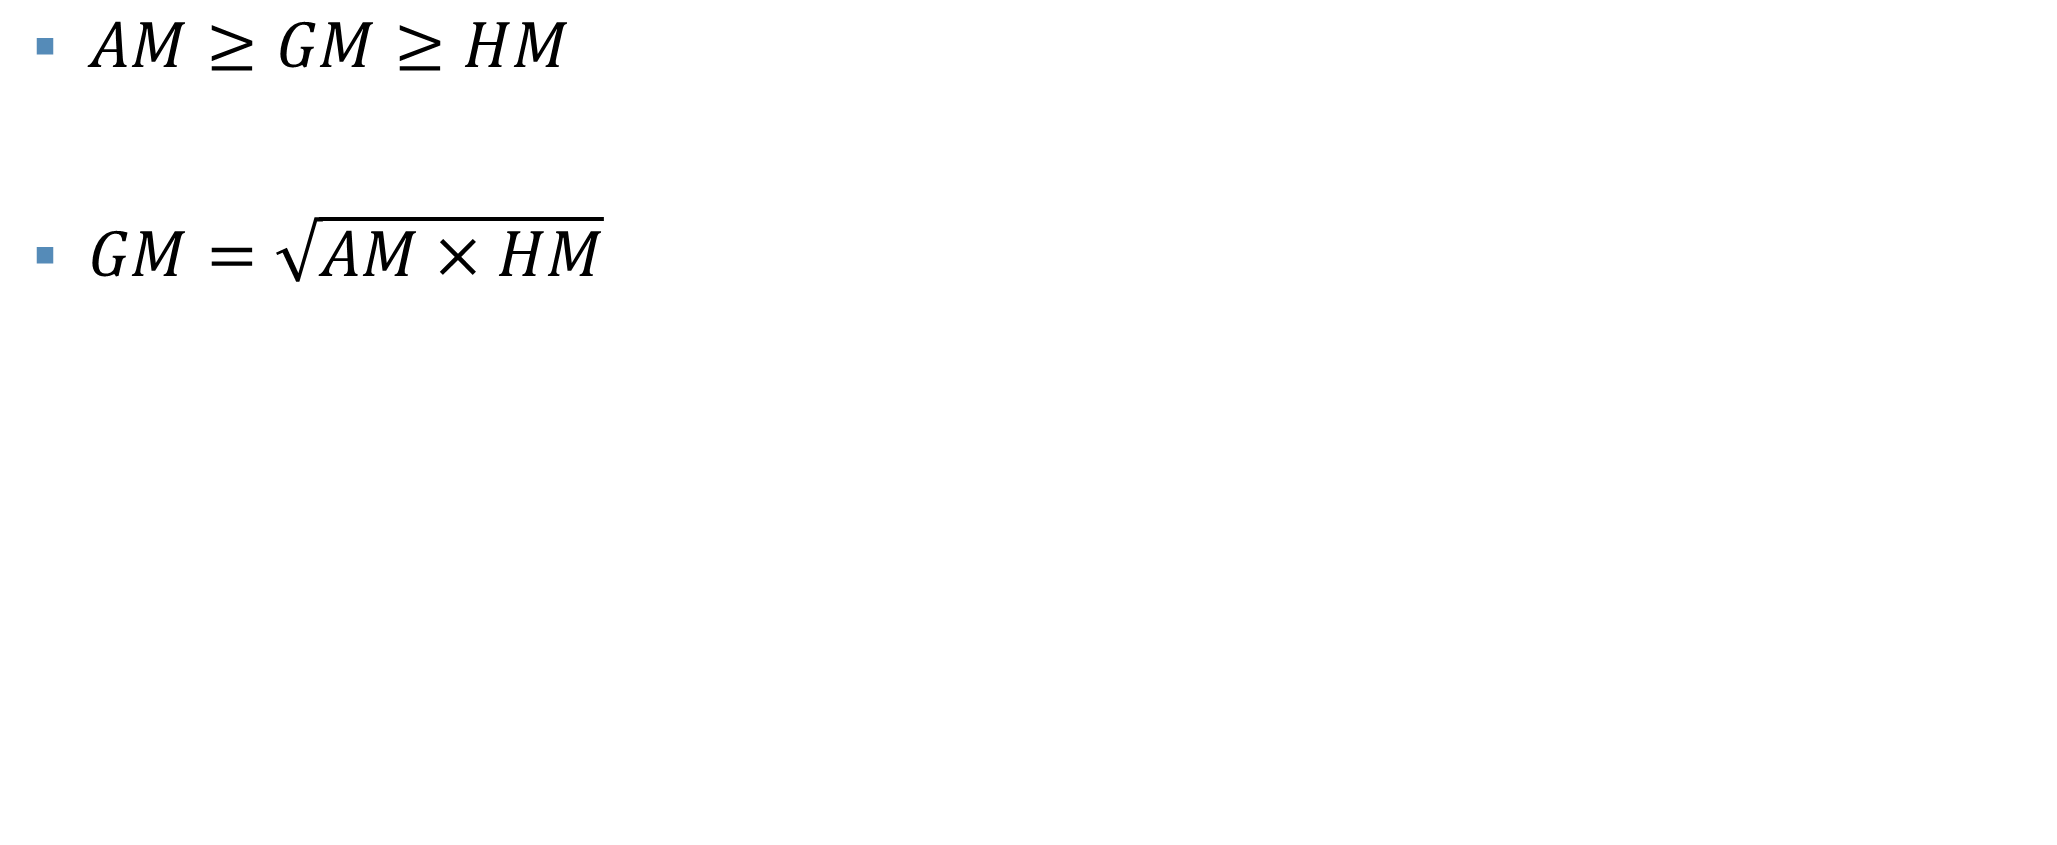 ▪ AM ≥ GM ≥ HM
▪ GM = √(AM × HM)